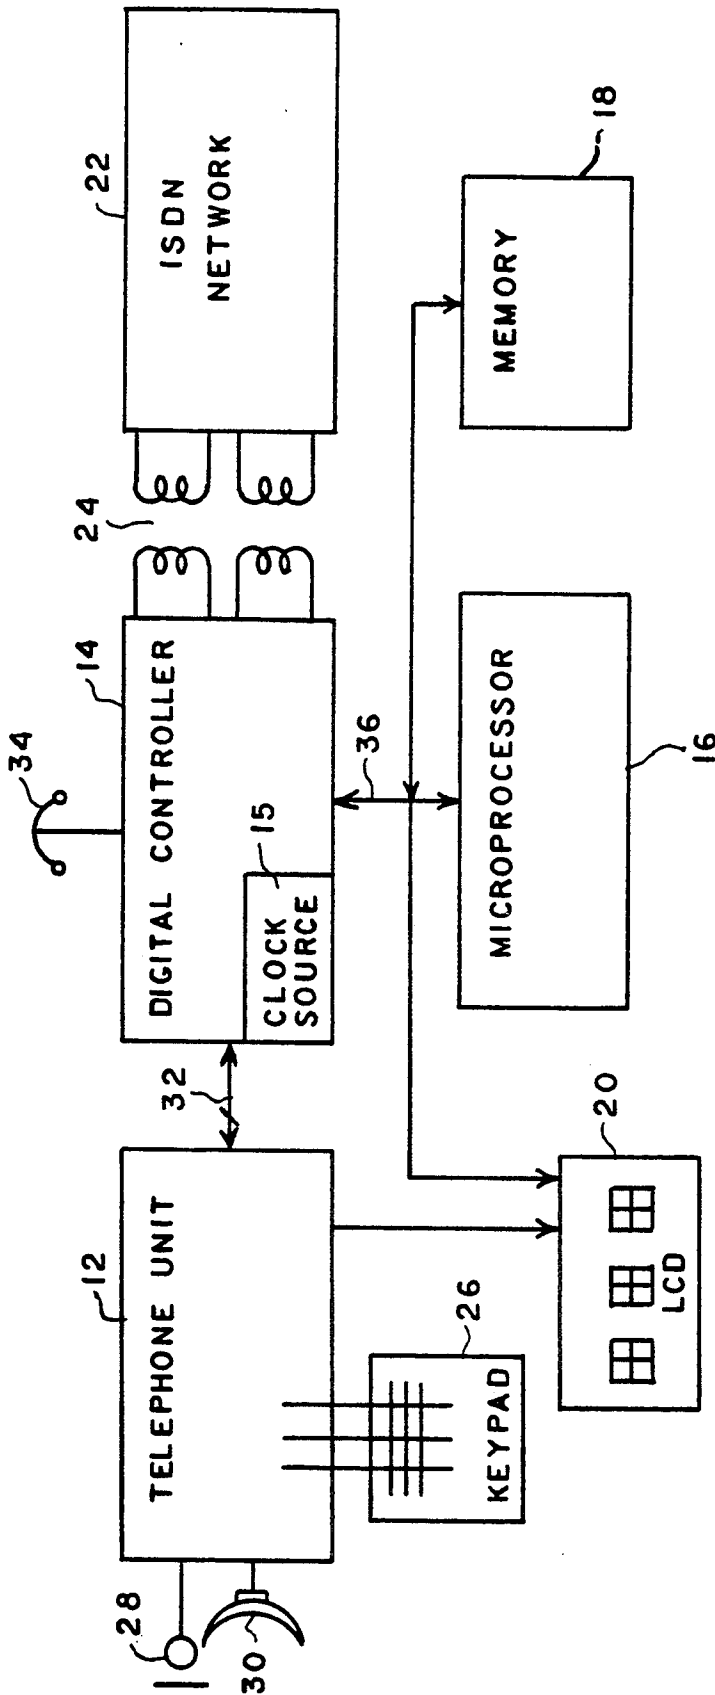 34
14
22
12
24
28
30
TELEPHONE UNIT
32
DIGITAL CONTROLLER
CLOCK
SOURCE
15
ISDN
NETWORK
26
KEYPAD
36
20
LCD
MICROPROCESSOR
16
MEMORY
18